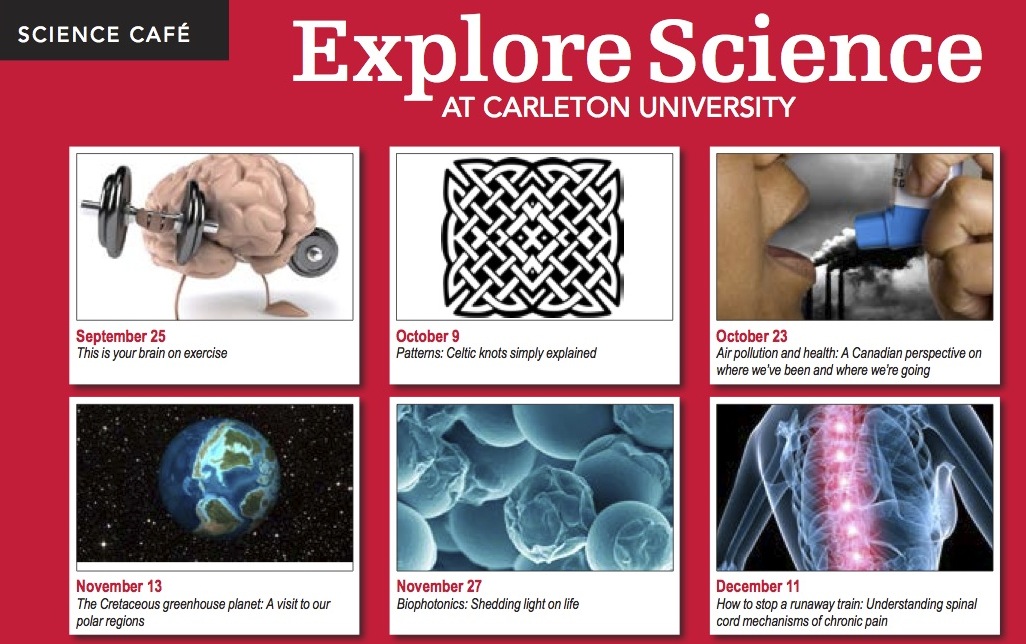 SCIENCE CAFÉ
Explore Science
AT CARLETON UNIVERSITY
September 25
This is your brain on exercise
October 9
Patterns: Celtic knots simply explained
October 23
Air pollution and health: A Canadian perspective on
where we've been and where we're going
November 13
The Cretaceous greenhouse planet: A visit to our
polar regions
November 27
Biophotonics: Shedding light on life
December 11
How to stop a runaway train: Understanding spinal
cord mechanisms of chronic pain